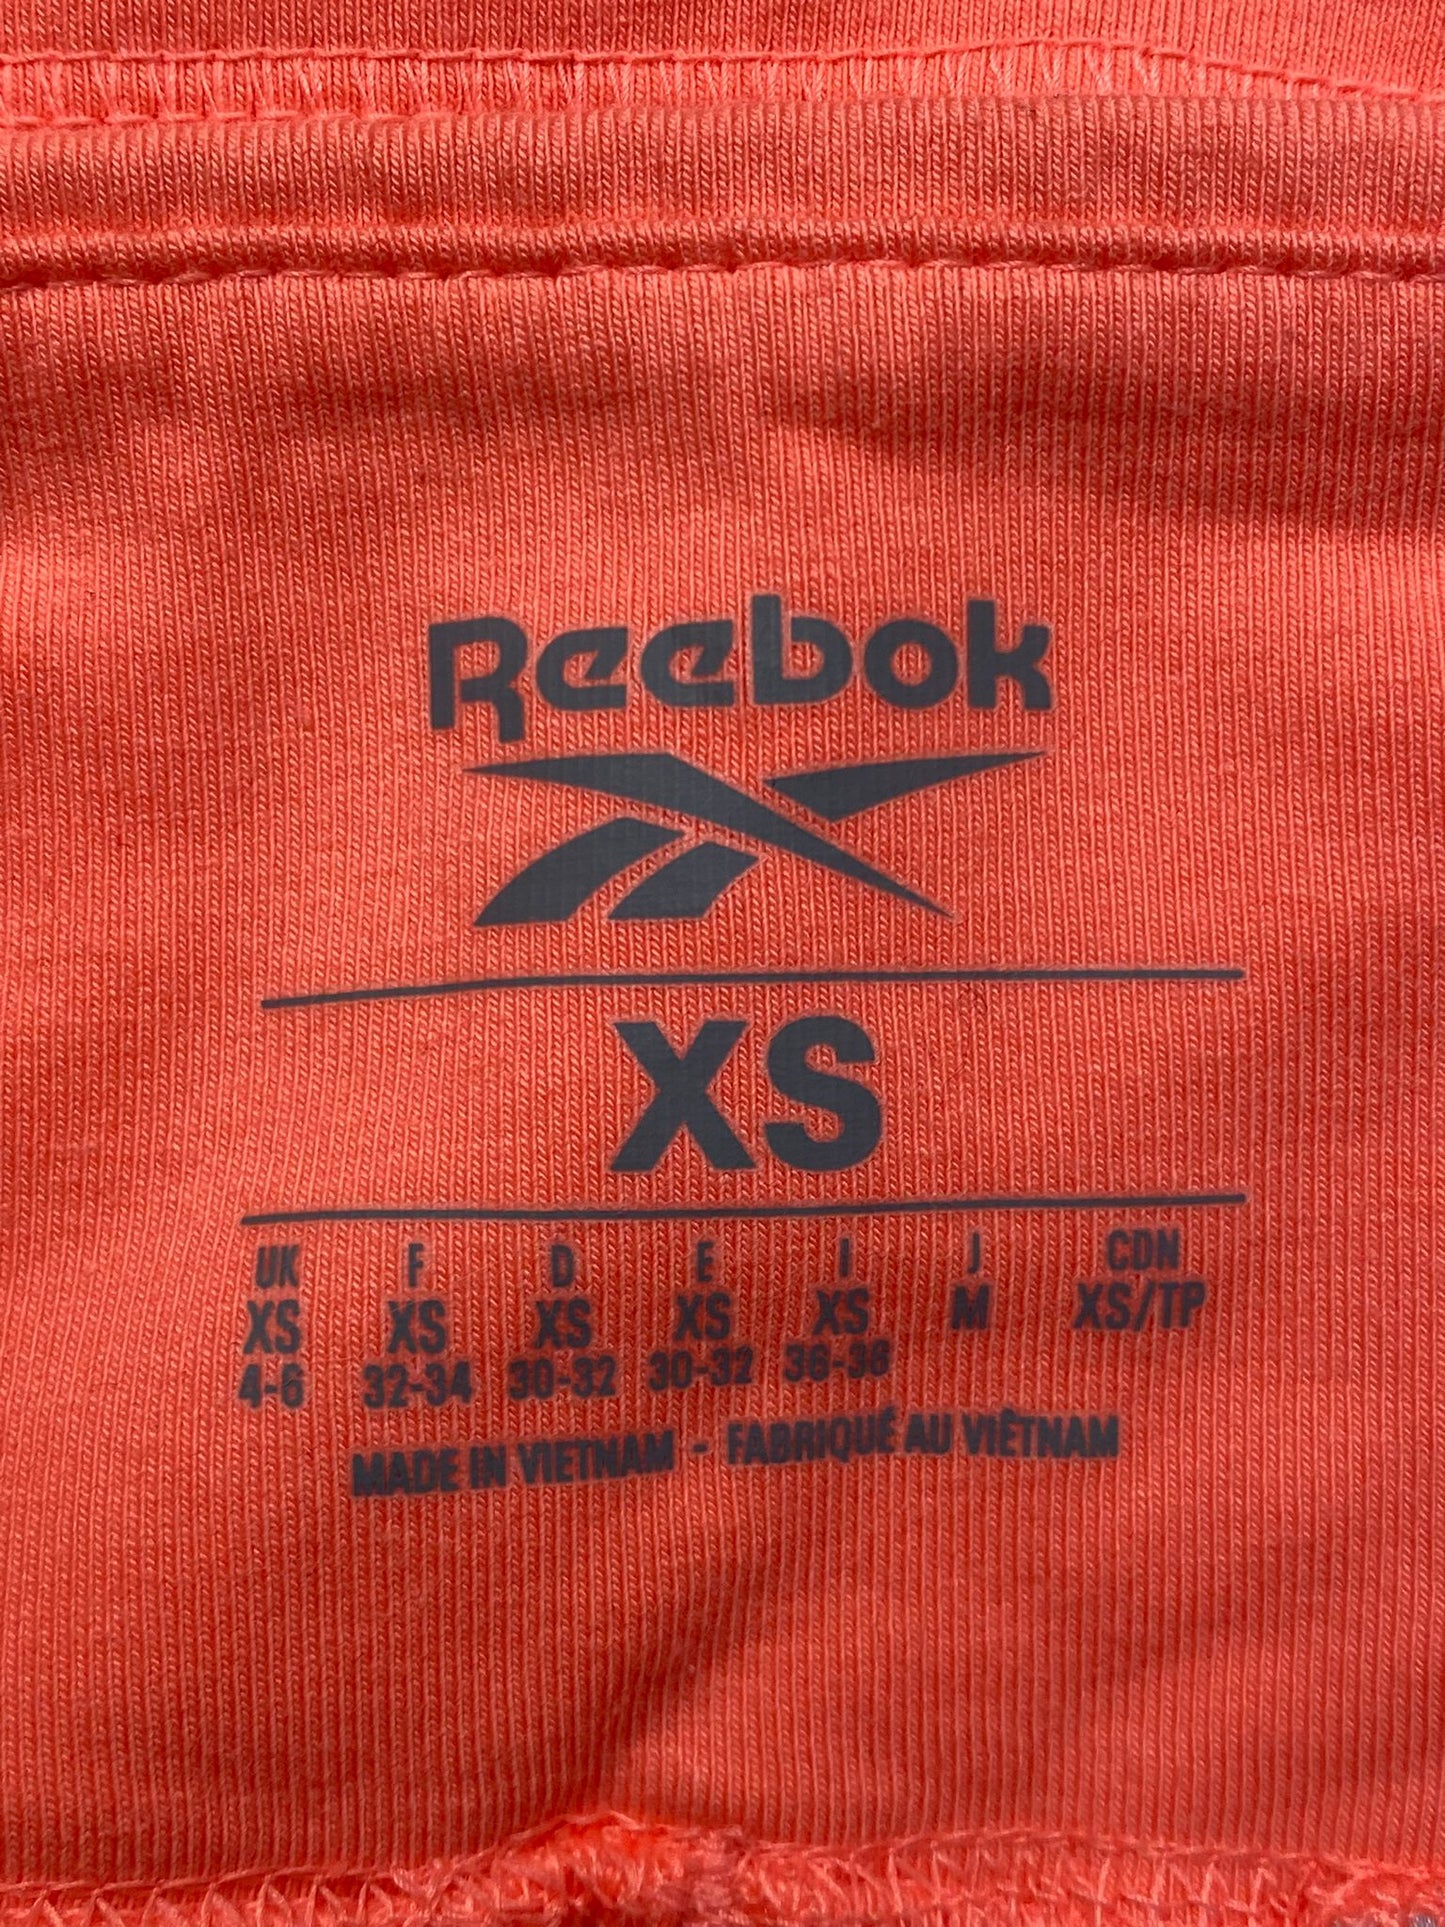 Reebok
XS
UK F D E I J CDN
XS XS XS XS XS M XS/TP
4-6 32-34 30-32 30-32 36-38
MADE IN VIETNAM - FABRIQUÉ AU VIÊTNAM